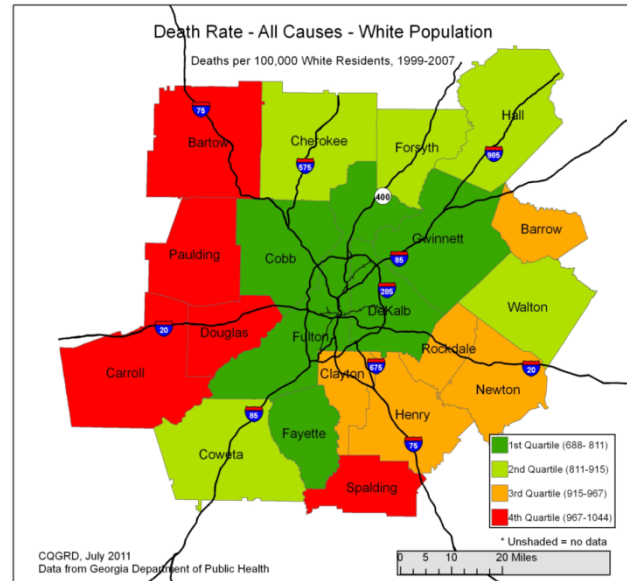 Death Rate - All Causes - White Population
Deaths per 100,000 White Residents, 1999-2007
75
Bartow
Cherokee
575
Forsyth
Hall
985
400
Paulding
Cobb
Gwinnett
85
Barrow
285
DeKalb
Walton
20
Douglas
Fulton
Carroll
Clayton
675
Rockdale
20
Newton
Henry
85
Fayette
75
Coweta
Spalding
1st Quartile (688- 811)
2nd Quartile (811-915)
3rd Quartile (915-967)
4th Quartile (967-1044)
* Unshaded = no data
0 5 10 20 Miles
CQGRD, July 2011
Data from Georgia Department of Public Health